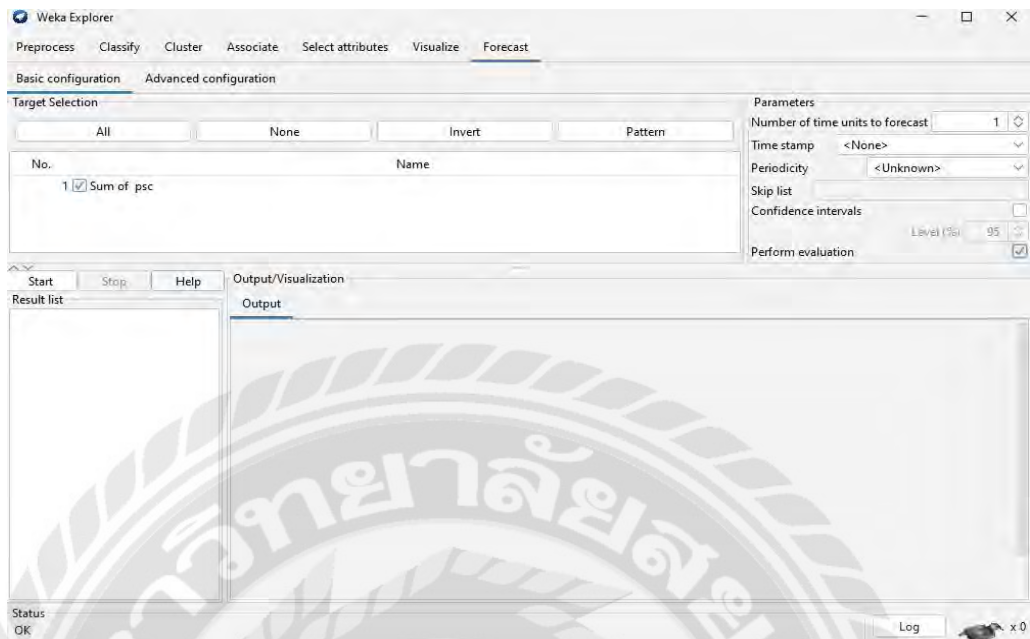 Weka Explorer
Preprocess Classify Cluster Associate Select attributes Visualize Forecast
Basic configuration Advanced configuration
Target Selection
All None Invert Pattern
No. Name
1 Sum of psc
Parameters
Number of time units to forecast 1
Time stamp <None>
Periodicity <Unknown>
Skip list
Confidence intervals
Level (%) 95
Perform evaluation
Start Stop Help
Result list
Output/Visualization
Output
Status
OK
Log x 0